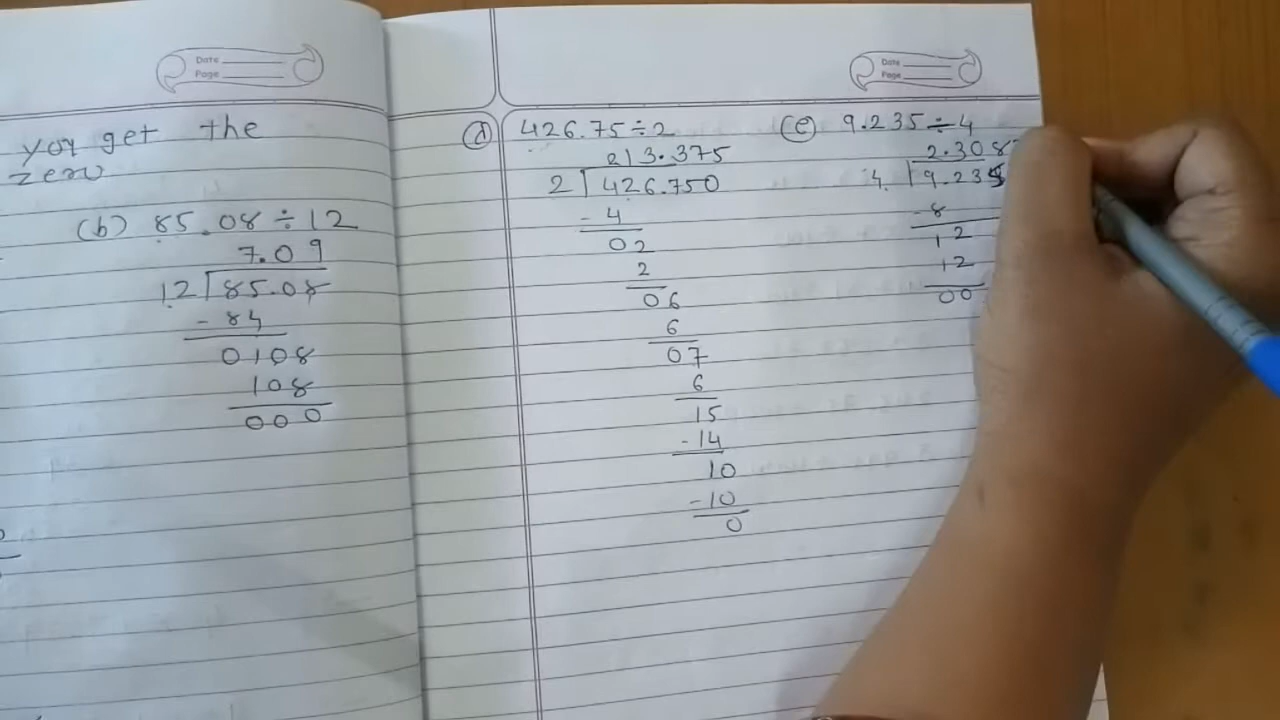 Date
Page
you get the
zero
(b) 85.08 ÷ 12
7.09
12 85.08
- 84
0108
108
000
Date
Page
(d) 426.75 ÷ 2
213.375
2 426.750
- 4
02
2
06
6
07
6
15
-14
10
-10
0
(e) 9.235 ÷ 4
2.308
4 9.235
-8
12
12
00